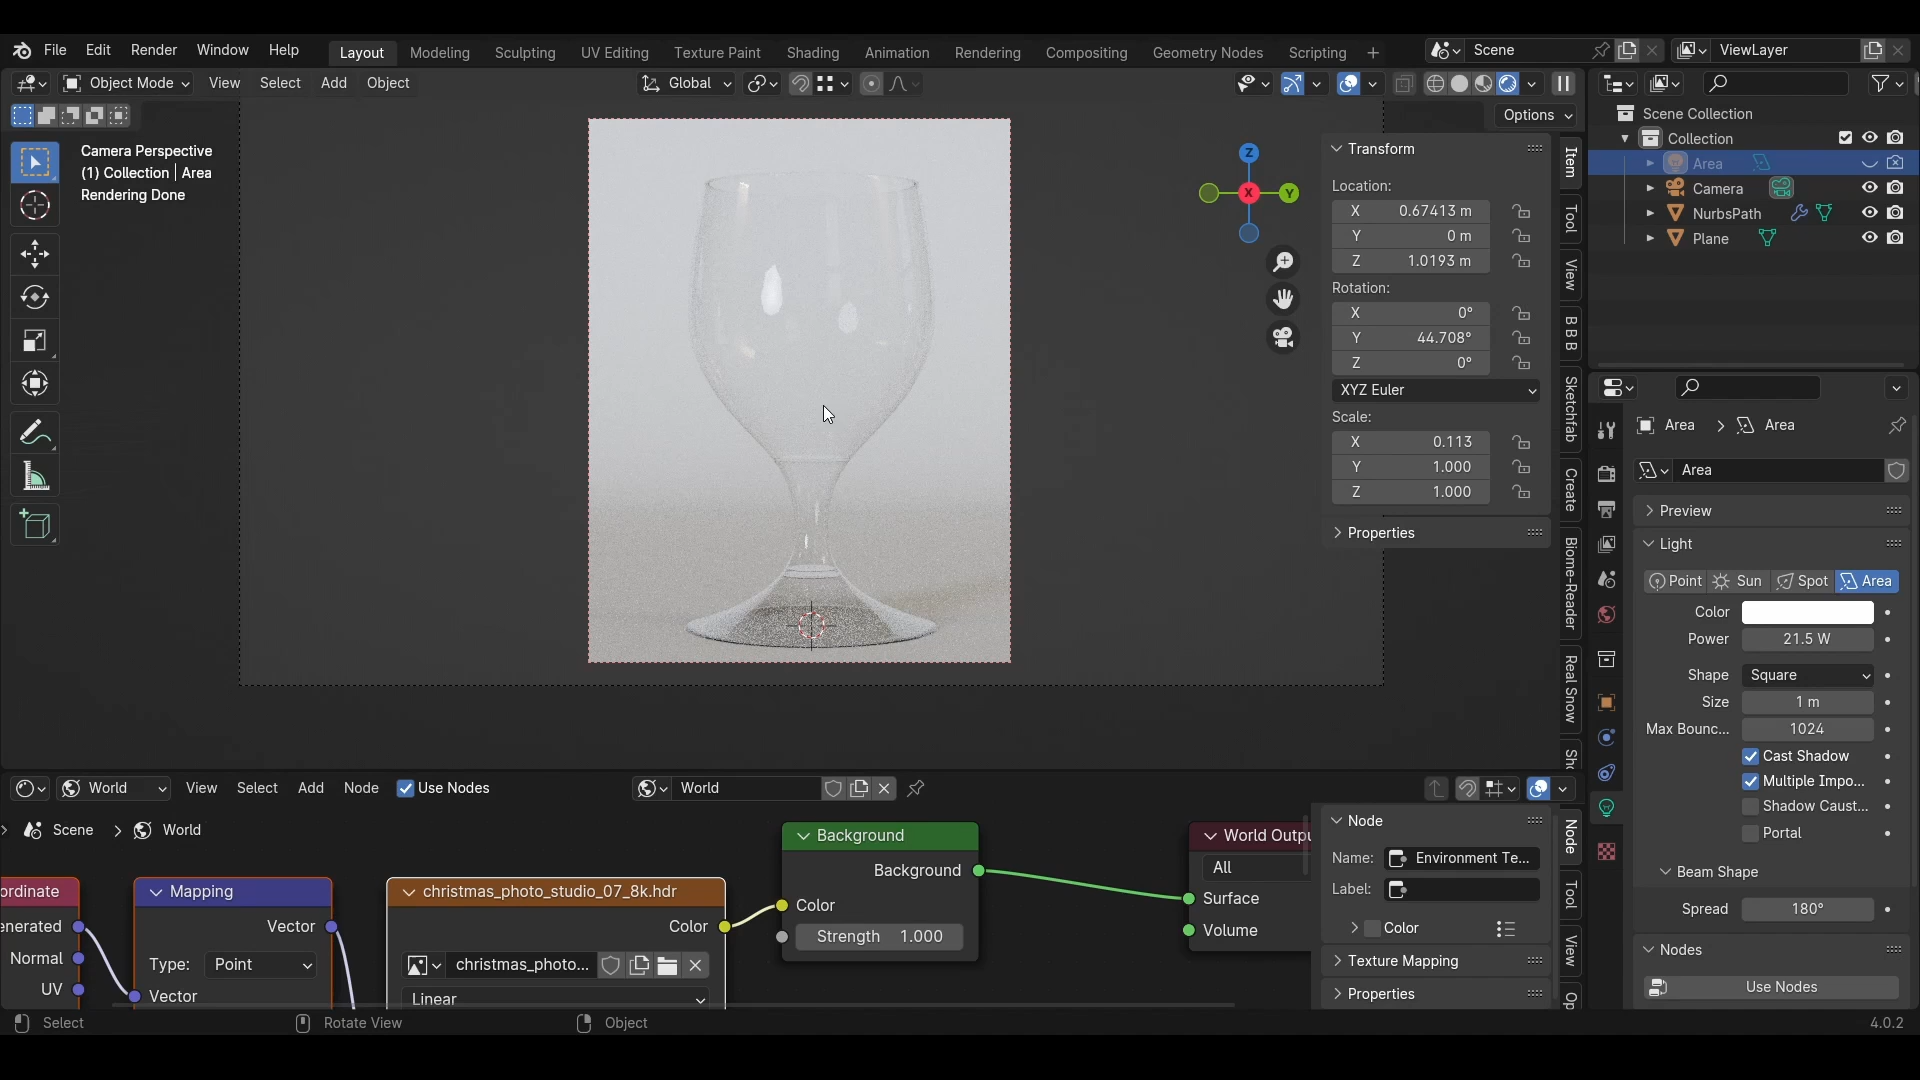 File Edit Render Window Help Layout Modeling Sculpting UV Editing Texture Paint Shading Animation Rendering Compositing Geometry Nodes Scripting + Scene ViewLayer
Object Mode View Select Add Object Global
Options
Camera Perspective
(1) Collection | Area
Rendering Done
Z
X
Y
Transform
Location:
X 0.67413 m
Y 0 m
Z 1.0193 m
Rotation:
X 0°
Y 44.708°
Z 0°
XYZ Euler
Scale:
X 0.113
Y 1.000
Z 1.000
Properties
Item
Tool
View
B B B
Sketchfab
Create
Biome-Reader
Real Snow
Scene Collection
Collection
Area
Camera
NurbsPath
Plane
Area > Area
Area
Preview
Light
Point Sun Spot Area
Color
Power 21.5 W
Shape Square
Size 1 m
Max Bounc... 1024
Cast Shadow
Multiple Impo...
Shadow Caust...
Portal
Beam Shape
Spread 180°
Nodes
Use Nodes
World View Select Add Node Use Nodes World
Scene > World
ordinate
enerated
Normal
UV
Mapping
Vector
Type: Point
Vector
christmas_photo_studio_07_8k.hdr
Color
christmas_photo...
Linear
Background
Background
Color
Strength 1.000
World Outpu
All
Surface
Volume
Node
Name: Environment Te...
Label:
Color
Texture Mapping
Properties
Node
Tool
View
Op
Select Rotate View Object 4.0.2